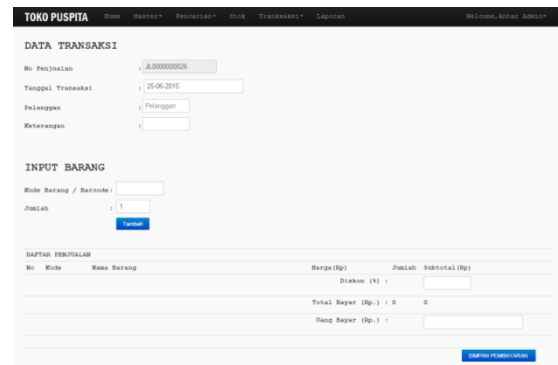 TOKO PUSPITA Home Master Pencarian Stok Tranksaksi Laporan Welcome, Anhar Admin
DATA TRANSAKSI
No Penjualan : JL0000000026
Tanggal Transaksi : 25-06-2015
Pelanggan : Pelanggan
Keterangan :
INPUT BARANG
Kode Barang / Barcode:
Jumlah : 1
Tambah
DAFTAR PENJUALAN
No Kode Nama Barang Harga(Rp) Jumlah Subtotal(Rp)
Diskon (%) :
Total Bayar (Rp.) : 0 0
Uang Bayar (Rp.) :
SIMPAN PEMBAYARAN